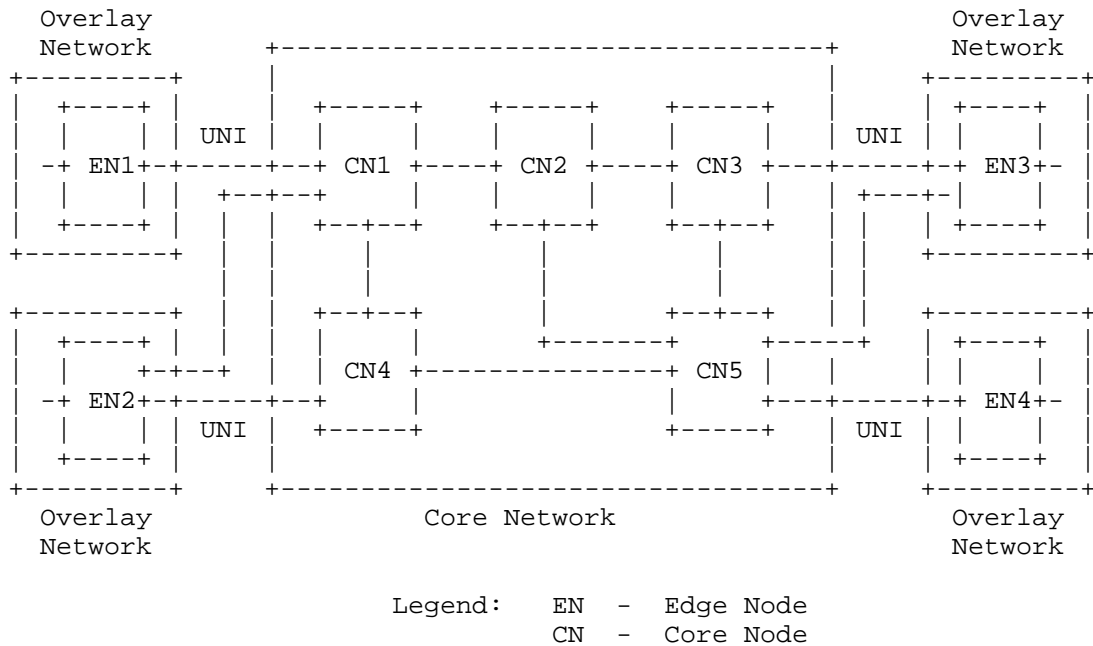 Overlay Overlay
Network Network
UNI UNI
EN1 CN1 CN2 CN3 EN3
CN4 CN5
EN2 EN4
UNI UNI
Overlay Core Network Overlay
Network Network
Legend: EN - Edge Node
CN - Core Node